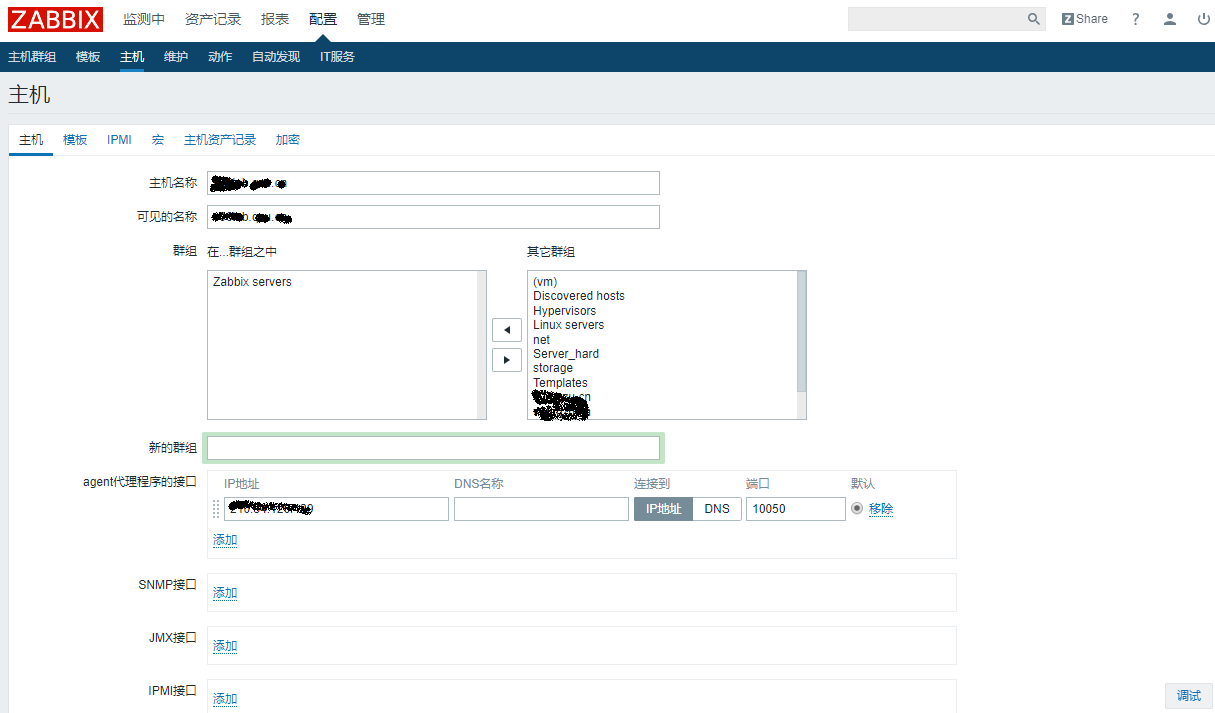 ZABBIX 监测中 资产记录 报表 配置 管理 Z Share ?
主机群组 模板 主机 维护 动作 自动发现 IT服务
主机
主机 模板 IPMI 宏 主机资产记录 加密
主机名称
可见的名称
群组 在...群组之中 其它群组
Zabbix servers
(vm)
Discovered hosts
Hypervisors
Linux servers
net
Server_hard
storage
Templates
新的群组
agent代理程序的接口 IP地址 DNS名称 连接到 端口 默认
IP地址 DNS 10050 移除
添加
SNMP接口 添加
JMX接口 添加
IPMI接口 添加
调试